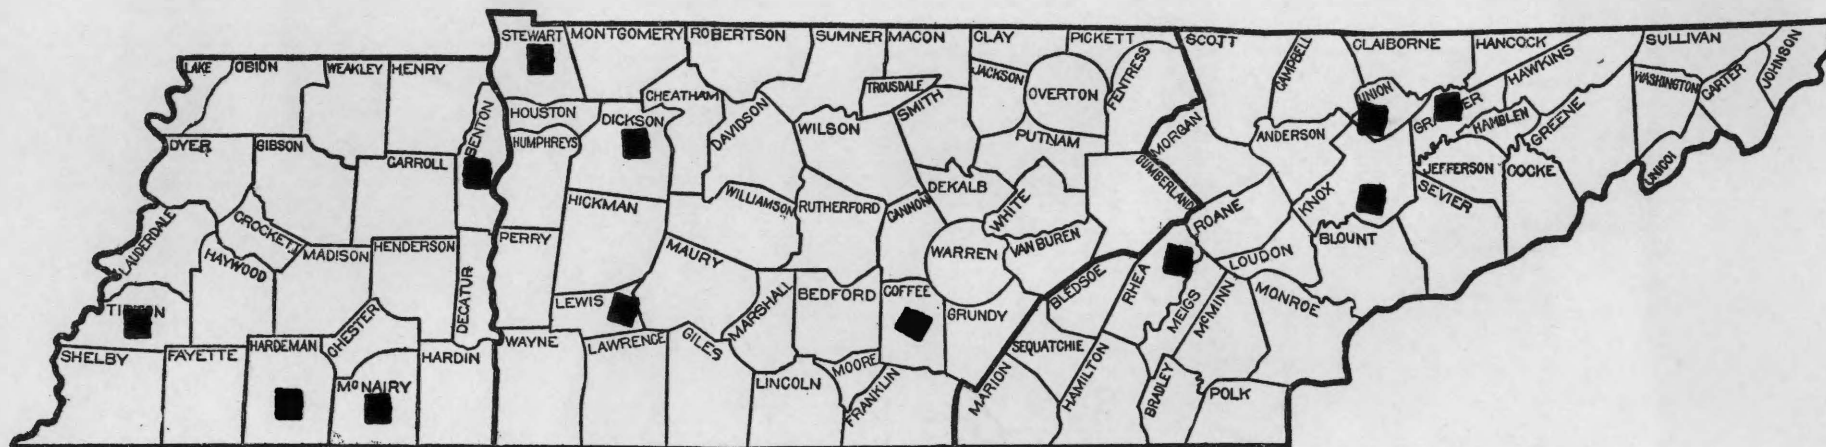 STEWART
MONTGOMERY
ROBERTSON
SUMNER
MACON
CLAY
PICKETT
SCOTT
CAMPBELL
CLAIBORNE
HANCOCK
HAWKINS
SULLIVAN
JOHNSON
LAKE
OBION
WEAKLEY
HENRY
BENTON
HOUSTON
CHEATHAM
DICKSON
HUMPHREYS
DAVIDSON
TROUSDALE
SMITH
WILSON
JACKSON
OVERTON
FENTRESS
PUTNAM
MORGAN
ANDERSON
UNION
HAMBLEN
GREENE
WASHINGTON
CARTER
UNICOI
DYER
GIBSON
CARROLL
HICKMAN
WILLIAMSON
RUTHERFORD
CANNON
DEKALB
WHITE
CUMBERLAND
ROANE
KNOX
JEFFERSON
COCKE
SEVIER
BLOUNT
LAUDERDALE
CROCKETT
HAYWOOD
MADISON
HENDERSON
DECATUR
PERRY
MAURY
WARREN
VAN BUREN
LOUDON
LEWIS
MARSHALL
BEDFORD
COFFEE
GRUNDY
BLEDSOE
RHEA
MEIGS
MCMINN
MONROE
SHELBY
FAYETTE
HARDEMAN
CHESTER
MCNAIRY
HARDIN
WAYNE
LAWRENCE
GILES
LINCOLN
MOORE
FRANKLIN
MARION
SEQUATCHIE
HAMILTON
BRADLEY
POLK